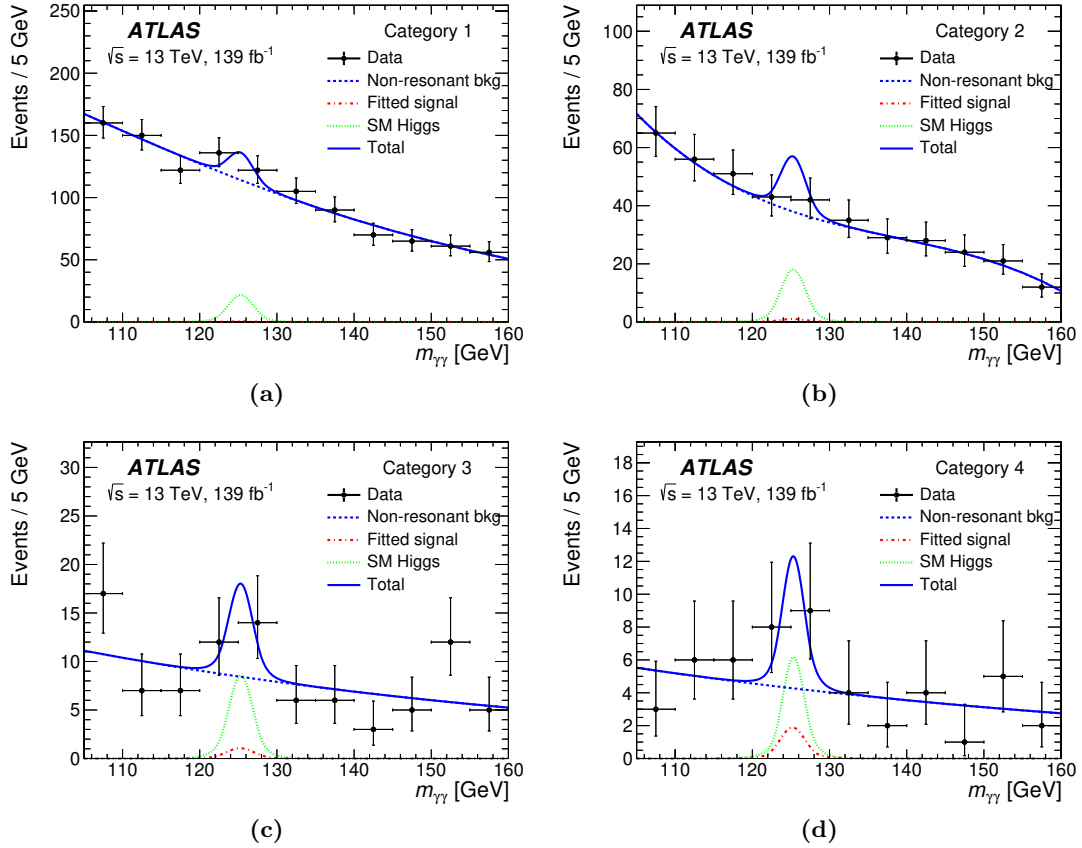 Events / 5 GeV
250
200
150
100
50
0
ATLAS
√s = 13 TeV, 139 fb⁻¹
Category 1
Data
Non-resonant bkg
Fitted signal
SM Higgs
Total
110 120 130 140 150 160
mγγ [GeV]
(a)
Events / 5 GeV
100
80
60
40
20
0
ATLAS
√s = 13 TeV, 139 fb⁻¹
Category 2
Data
Non-resonant bkg
Fitted signal
SM Higgs
Total
110 120 130 140 150 160
mγγ [GeV]
(b)
Events / 5 GeV
30
25
20
15
10
5
0
ATLAS
√s = 13 TeV, 139 fb⁻¹
Category 3
Data
Non-resonant bkg
Fitted signal
SM Higgs
Total
110 120 130 140 150 160
mγγ [GeV]
(c)
Events / 5 GeV
18
16
14
12
10
8
6
4
2
0
ATLAS
√s = 13 TeV, 139 fb⁻¹
Category 4
Data
Non-resonant bkg
Fitted signal
SM Higgs
Total
110 120 130 140 150 160
mγγ [GeV]
(d)